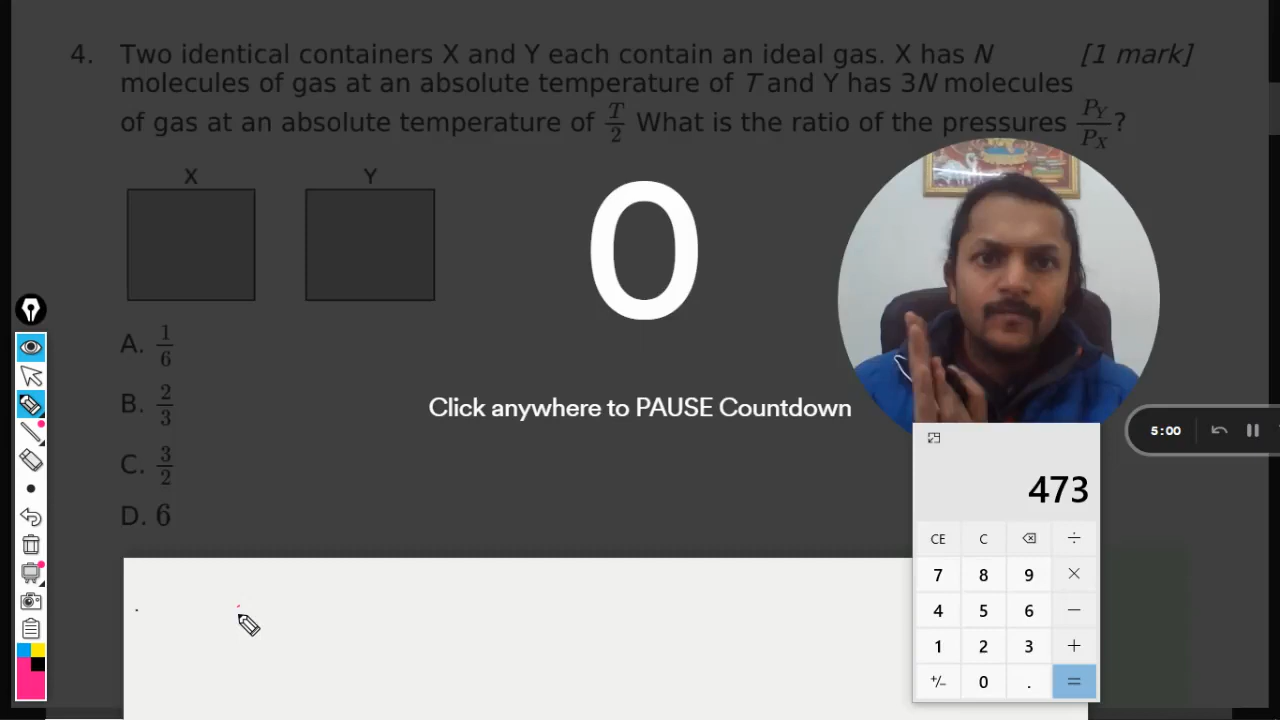 4. Two identical containers X and Y each contain an ideal gas. X has N [1 mark]
molecules of gas at an absolute temperature of T and Y has 3N molecules
of gas at an absolute temperature of T/2 What is the ratio of the pressures P_Y/P_X?
X Y
0
A. 1/6
B. 2/3
C. 3/2
D. 6
Click anywhere to PAUSE Countdown
5:00
473
CE C ÷
7 8 9 ×
4 5 6 −
1 2 3 +
+/− 0 . =